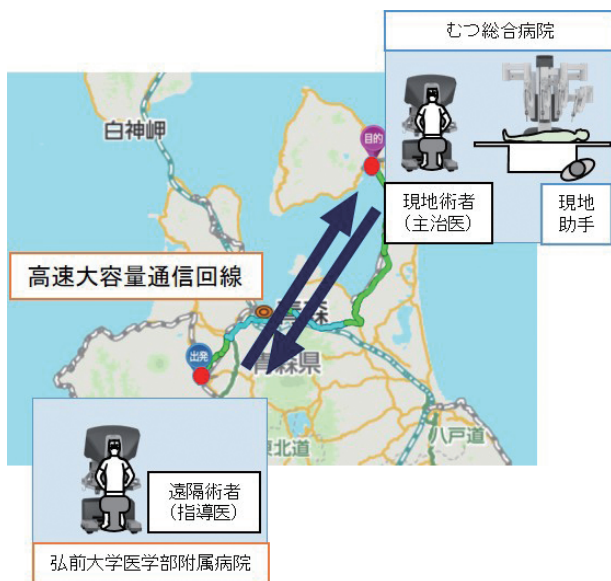 むつ総合病院
白神岬
目的
現地術者
(主治医)
現地
助手
高速大容量通信回線
青森
出発
青森県
八戸道
東北道
遠隔術者
(指導医)
弘前大学医学部附属病院